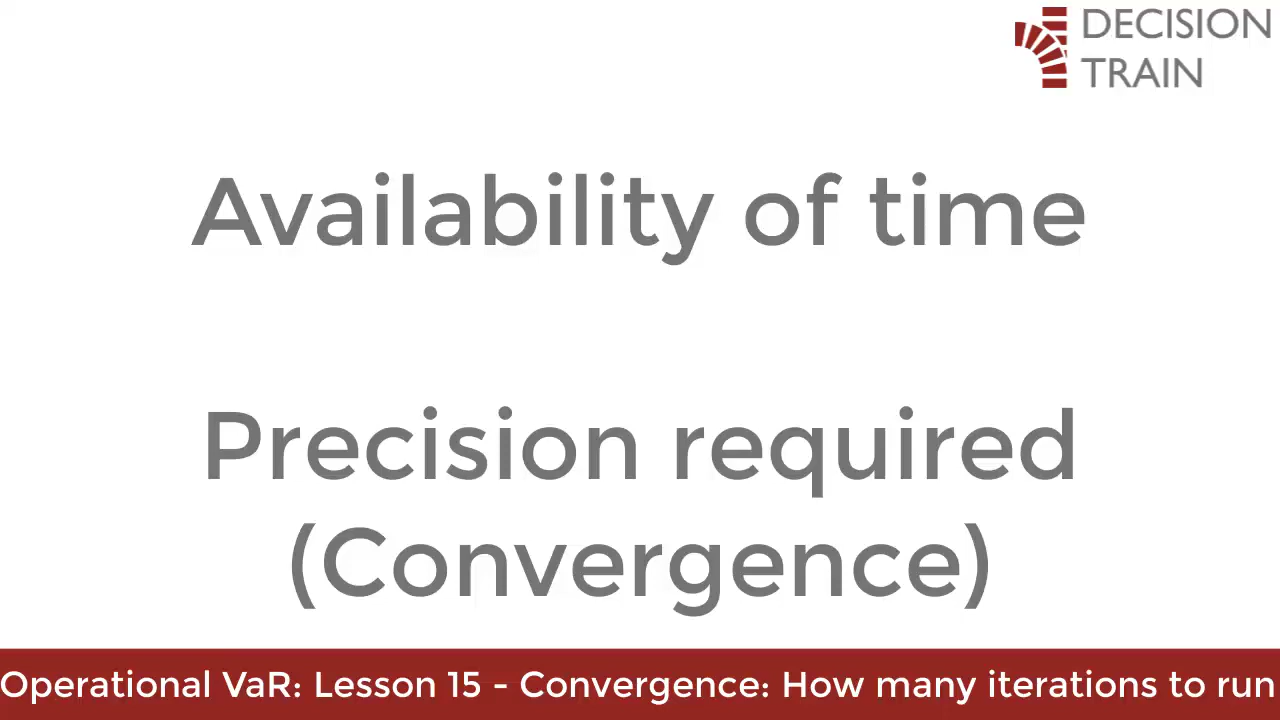 DECISION
TRAIN
Availability of time
Precision required
(Convergence)
Operational VaR: Lesson 15 - Convergence: How many iterations to run